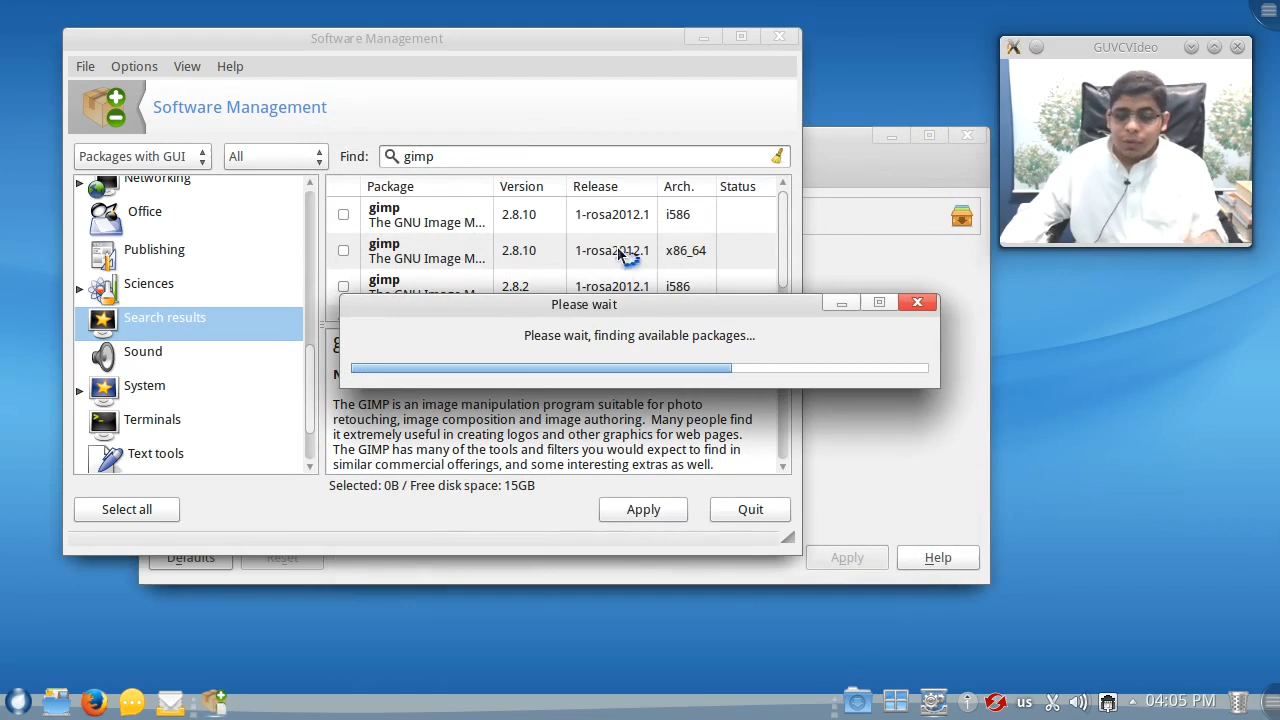 Software Management
GUVCVIdeo
File Options View Help
Software Management
Packages with GUI
All
Find:
gimp
Networking
Office
Publishing
Sciences
Search results
Sound
System
Terminals
Text tools
Package Version Release Arch. Status
gimp
The GNU Image M... 2.8.10 1-rosa2012.1 i586
gimp
The GNU Image M... 2.8.10 1-rosa2012.1 x86_64
gimp
2.8.2 1-rosa2012.1 i586
Please wait
Please wait, finding available packages...
The GIMP is an image manipulation program suitable for photo
retouching, image composition and image authoring. Many people find
it extremely useful in creating logos and other graphics for web pages.
The GIMP has many of the tools and filters you would expect to find in
similar commercial offerings, and some interesting extras as well.
Selected: 0B / Free disk space: 15GB
Select all
Apply
Quit
Defaults
Reset
Apply
Help
us
04:05 PM